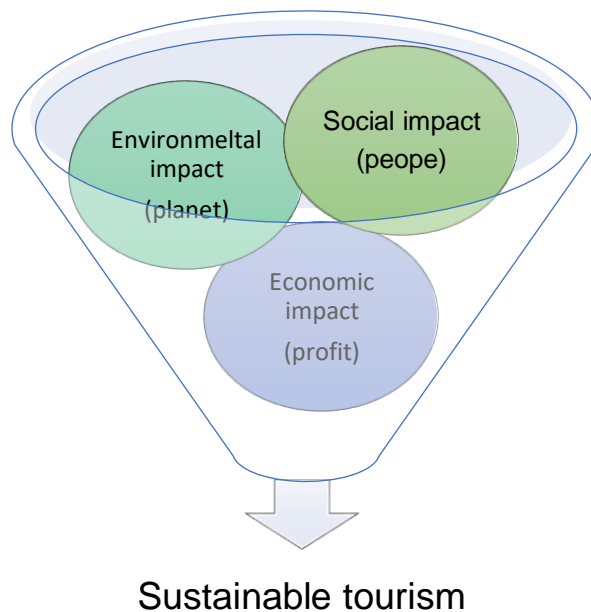 Environmeltal
impact
(planet)
Social impact
(peope)
Economic
impact
(profit)
Sustainable tourism